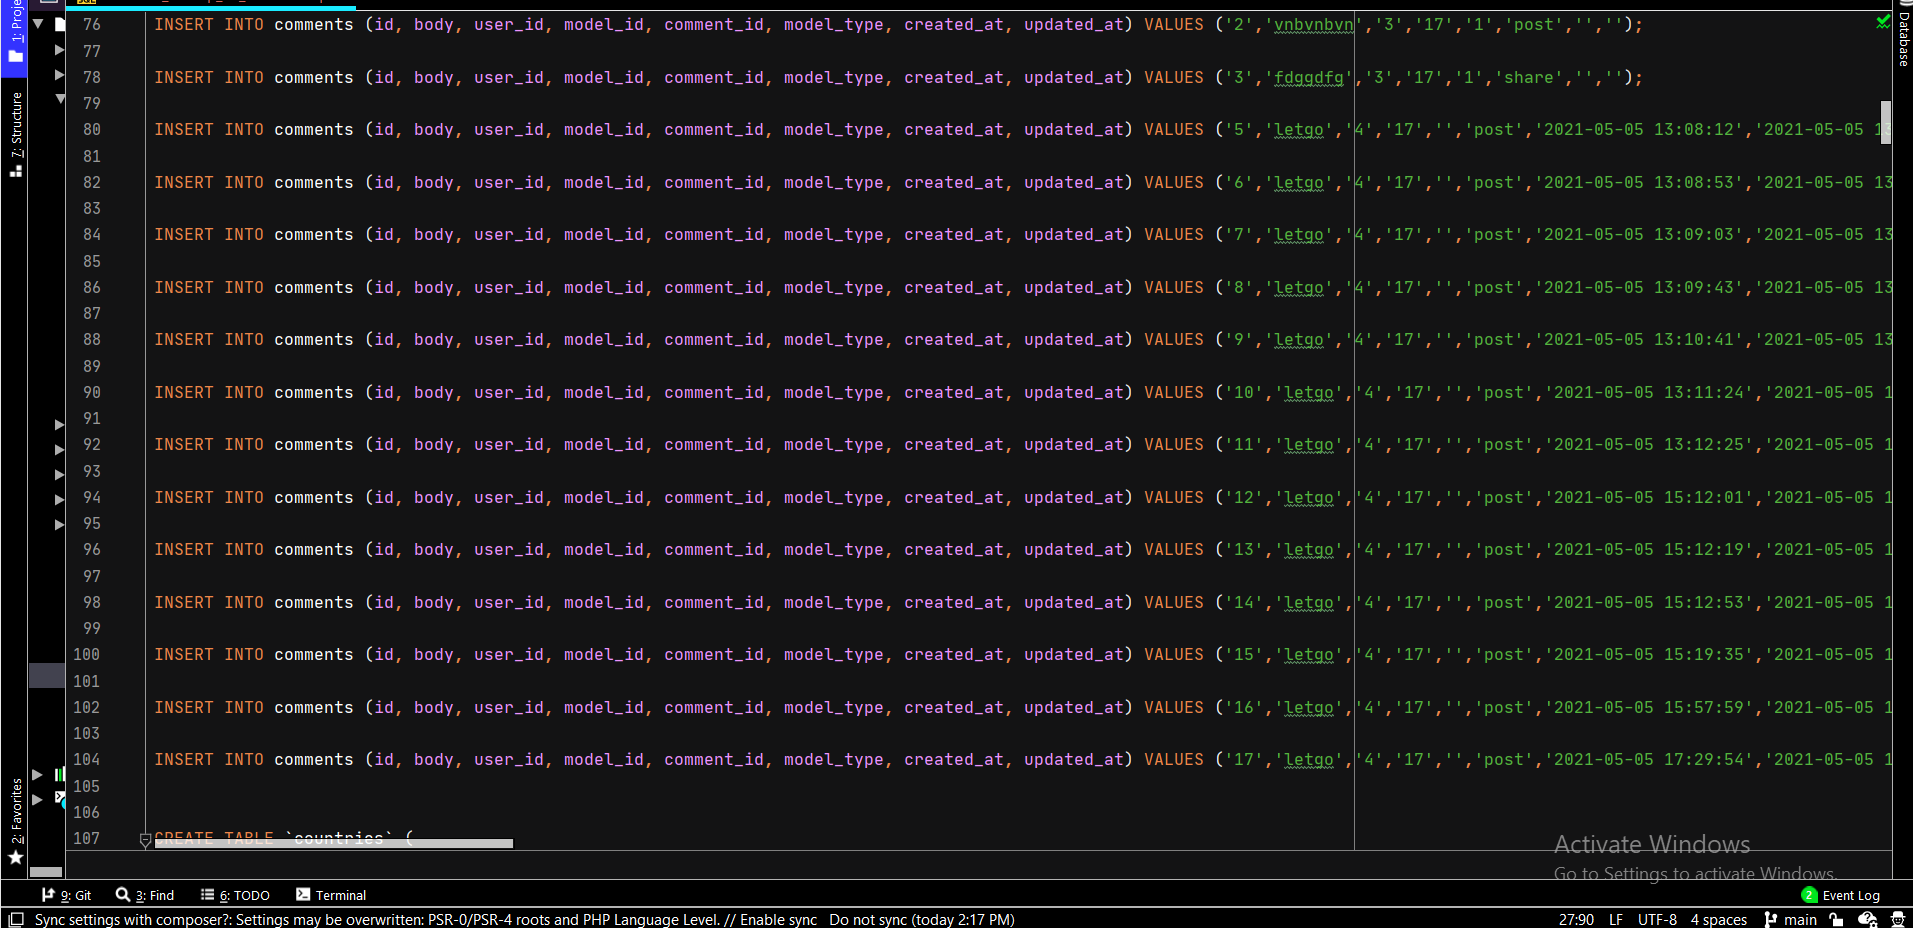 76 INSERT INTO comments (id, body, user_id, model_id, comment_id, model_type, created_at, updated_at) VALUES ('2','vnbvnbvn','3','17','1','post','','');
77
78 INSERT INTO comments (id, body, user_id, model_id, comment_id, model_type, created_at, updated_at) VALUES ('3','fdggdfg','3','17','1','share','','');
79
80 INSERT INTO comments (id, body, user_id, model_id, comment_id, model_type, created_at, updated_at) VALUES ('5','letgo','4','17','','post','2021-05-05 13:08:12','2021-05-05 13
81
82 INSERT INTO comments (id, body, user_id, model_id, comment_id, model_type, created_at, updated_at) VALUES ('6','letgo','4','17','','post','2021-05-05 13:08:53','2021-05-05 13
83
84 INSERT INTO comments (id, body, user_id, model_id, comment_id, model_type, created_at, updated_at) VALUES ('7','letgo','4','17','','post','2021-05-05 13:09:03','2021-05-05 13
85
86 INSERT INTO comments (id, body, user_id, model_id, comment_id, model_type, created_at, updated_at) VALUES ('8','letgo','4','17','','post','2021-05-05 13:09:43','2021-05-05 13
87
88 INSERT INTO comments (id, body, user_id, model_id, comment_id, model_type, created_at, updated_at) VALUES ('9','letgo','4','17','','post','2021-05-05 13:10:41','2021-05-05 13
89
90 INSERT INTO comments (id, body, user_id, model_id, comment_id, model_type, created_at, updated_at) VALUES ('10','letgo','4','17','','post','2021-05-05 13:11:24','2021-05-05 1
91
92 INSERT INTO comments (id, body, user_id, model_id, comment_id, model_type, created_at, updated_at) VALUES ('11','letgo','4','17','','post','2021-05-05 13:12:25','2021-05-05 1
93
94 INSERT INTO comments (id, body, user_id, model_id, comment_id, model_type, created_at, updated_at) VALUES ('12','letgo','4','17','','post','2021-05-05 15:12:01','2021-05-05 1
95
96 INSERT INTO comments (id, body, user_id, model_id, comment_id, model_type, created_at, updated_at) VALUES ('13','letgo','4','17','','post','2021-05-05 15:12:19','2021-05-05 1
97
98 INSERT INTO comments (id, body, user_id, model_id, comment_id, model_type, created_at, updated_at) VALUES ('14','letgo','4','17','','post','2021-05-05 15:12:53','2021-05-05 1
99
100 INSERT INTO comments (id, body, user_id, model_id, comment_id, model_type, created_at, updated_at) VALUES ('15','letgo','4','17','','post','2021-05-05 15:19:35','2021-05-05 1
101
102 INSERT INTO comments (id, body, user_id, model_id, comment_id, model_type, created_at, updated_at) VALUES ('16','letgo','4','17','','post','2021-05-05 15:57:59','2021-05-05 1
103
104 INSERT INTO comments (id, body, user_id, model_id, comment_id, model_type, created_at, updated_at) VALUES ('17','letgo','4','17','','post','2021-05-05 17:29:54','2021-05-05 1
105
106
107 CREATE TABLE `countries` (
1: Proje
7: Structure
2: Favorites
Database
Activate Windows
Go to Settings to activate Windows.
9: Git 3: Find 6: TODO Terminal 2 Event Log
Sync settings with composer?: Settings may be overwritten: PSR-0/PSR-4 roots and PHP Language Level. // Enable sync Do not sync (today 2:17 PM) 27:90 LF UTF-8 4 spaces main